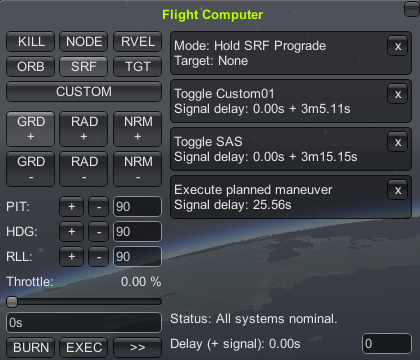 Flight Computer
KILL NODE RVEL
ORB SRF TGT
CUSTOM
GRD + RAD + NRM +
GRD - RAD - NRM -
PIT: + - 90
HDG: + - 90
RLL: + - 90
Throttle: 0.00 %
0s
BURN EXEC >>
Mode: Hold SRF Prograde x
Target: None
Toggle Custom01 x
Signal delay: 0.00s + 3m5.11s
Toggle SAS x
Signal delay: 0.00s + 3m15.15s
Execute planned maneuver x
Signal delay: 25.56s
Status: All systems nominal.
Delay (+ signal): 0.00s 0